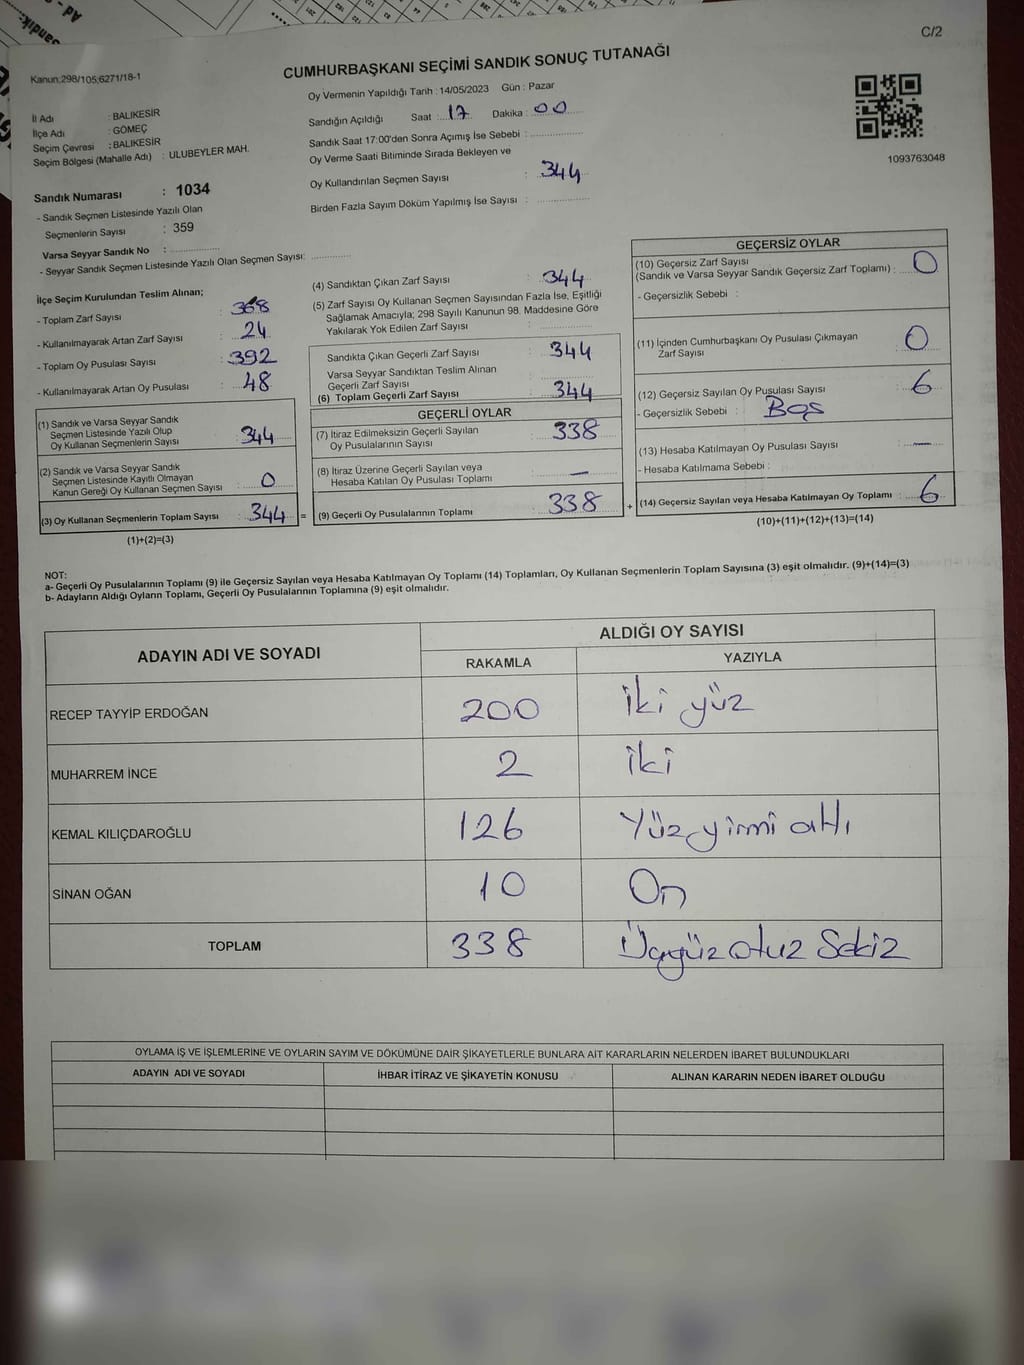 C/2
Kanun:298/105;6271/18-1
CUMHURBAŞKANI SEÇİMİ SANDIK SONUÇ TUTANAĞI
Oy Vermenin Yapıldığı Tarih : 14/05/2023 Gün : Pazar
İl Adı : BALIKESİR
İlçe Adı : GÖMEÇ
Seçim Çevresi : BALIKESİR
Seçim Bölgesi (Mahalle Adı) : ULUBEYLER MAH.
Sandığın Açıldığı Saat : 17 Dakika : 00
Sandık Saat 17:00'den Sonra Açımış İse Sebebi :
Oy Verme Saati Bitiminde Sırada Bekleyen ve
Oy Kullandırılan Seçmen Sayısı : 344
Birden Fazla Sayım Döküm Yapılmış İse Sayısı :
1093763048
Sandık Numarası : 1034
- Sandık Seçmen Listesinde Yazılı Olan
Seçmenlerin Sayısı : 359
Varsa Seyyar Sandık No :
- Seyyar Sandık Seçmen Listesinde Yazılı Olan Seçmen Sayısı:
İlçe Seçim Kurulundan Teslim Alınan;
- Toplam Zarf Sayısı : 368
- Kullanılmayarak Artan Zarf Sayısı : 24
- Toplam Oy Pusulası Sayısı : 392
- Kullanılmayarak Artan Oy Pusulası : 48
(1) Sandık ve Varsa Seyyar Sandık
Seçmen Listesinde Yazılı Olup
Oy Kullanan Seçmenlerin Sayısı : 344
(2) Sandık ve Varsa Seyyar Sandık
Seçmen Listesinde Kayıtlı Olmayan
Kanun Gereği Oy Kullanan Seçmen Sayısı : 0
(3) Oy Kullanan Seçmenlerin Toplam Sayısı : 344 =
(1)+(2)=(3)
(4) Sandıktan Çıkan Zarf Sayısı : 344
(5) Zarf Sayısı Oy Kullanan Seçmen Sayısından Fazla İse, Eşitliği
Sağlamak Amacıyla; 298 Sayılı Kanunun 98. Maddesine Göre
Yakılarak Yok Edilen Zarf Sayısı :
Sandıkta Çıkan Geçerli Zarf Sayısı : 344
Varsa Seyyar Sandıktan Teslim Alınan
Geçerli Zarf Sayısı :
(6) Toplam Geçerli Zarf Sayısı : 344
GEÇERLİ OYLAR
(7) İtiraz Edilmeksizin Geçerli Sayılan
Oy Pusulalarının Sayısı : 338
(8) İtiraz Üzerine Geçerli Sayılan veya
Hesaba Katılan Oy Pusulası Toplamı : —
(9) Geçerli Oy Pusulalarının Toplamı : 338 +
GEÇERSİZ OYLAR
(10) Geçersiz Zarf Sayısı
(Sandık ve Varsa Seyyar Sandık Geçersiz Zarf Toplamı) : 0
- Geçersizlik Sebebi :
(11) İçinden Cumhurbaşkanı Oy Pusulası Çıkmayan
Zarf Sayısı : 0
(12) Geçersiz Sayılan Oy Pusulası Sayısı : 6
- Geçersizlik Sebebi : Boş
(13) Hesaba Katılmayan Oy Pusulası Sayısı : —
- Hesaba Katılmama Sebebi :
(14) Geçersiz Sayılan veya Hesaba Katılmayan Oy Toplamı : 6
(10)+(11)+(12)+(13)=(14)
NOT:
a- Geçerli Oy Pusulalarının Toplamı (9) ile Geçersiz Sayılan veya Hesaba Katılmayan Oy Toplamı (14) Toplamları, Oy Kullanan Seçmenlerin Toplam Sayısına (3) eşit olmalıdır. (9)+(14)=(3)
b- Adayların Aldığı Oyların Toplamı, Geçerli Oy Pusulalarının Toplamına (9) eşit olmalıdır.
ADAYIN ADI VE SOYADI ALDIĞI OY SAYISI
RAKAMLA YAZIYLA
RECEP TAYYİP ERDOĞAN 200 İki yüz
MUHARREM İNCE 2 İki
KEMAL KILIÇDAROĞLU 126 Yüzyirmi altı
SİNAN OĞAN 10 On
TOPLAM 338 Üçyüz otuz Sekiz
OYLAMA İŞ VE İŞLEMLERİNE VE OYLARIN SAYIM VE DÖKÜMÜNE DAİR ŞİKAYETLERLE BUNLARA AİT KARARLARIN NELERDEN İBARET BULUNDUKLARI
ADAYIN ADI VE SOYADI İHBAR İTİRAZ VE ŞİKAYETİN KONUSU ALINAN KARARIN NEDEN İBARET OLDUĞU